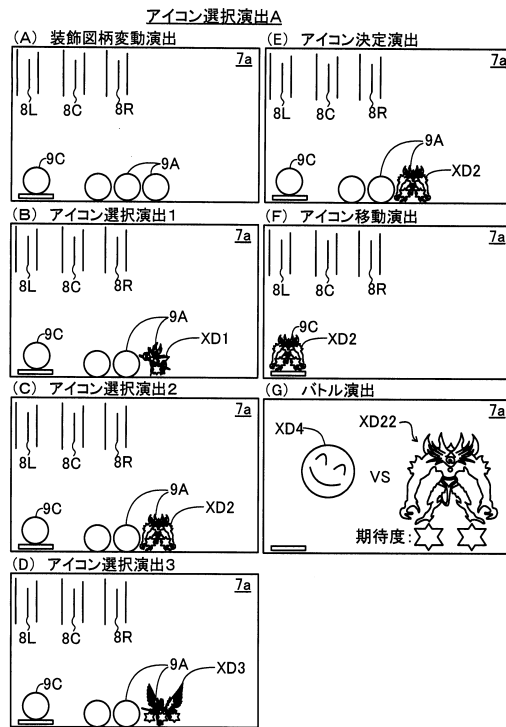 アイコン選択演出A
(A) 装飾図柄変動演出
7a
8L 8C 8R
9C 9A
(B) アイコン選択演出1
7a
8L 8C 8R
9A
9C XD1
(C) アイコン選択演出2
7a
8L 8C 8R
9A
9C XD2
(D) アイコン選択演出3
7a
8L 8C 8R
9A
9C XD3
(E) アイコン決定演出
7a
8L 8C 8R
9A
9C XD2
(F) アイコン移動演出
7a
8L 8C 8R
9C
XD2
(G) バトル演出
7a
XD4 XD22
VS
期待度: